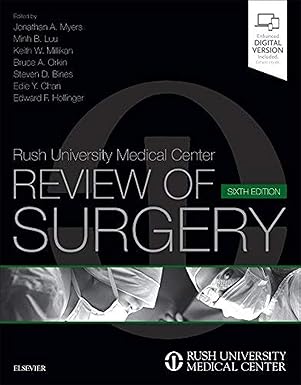 Edited by
Jonathan A. Myers
Minh B. Luu
Keith W. Millikan
Bruce A. Orkin
Steven D. Bines
Edie Y. Chan
Edward F. Hollinger
Enhanced
DIGITAL
VERSION
Included.
Rush University Medical Center
REVIEW OF
SIXTH EDITION
SURGERY
ELSEVIER
RUSH UNIVERSITY
MEDICAL CENTER